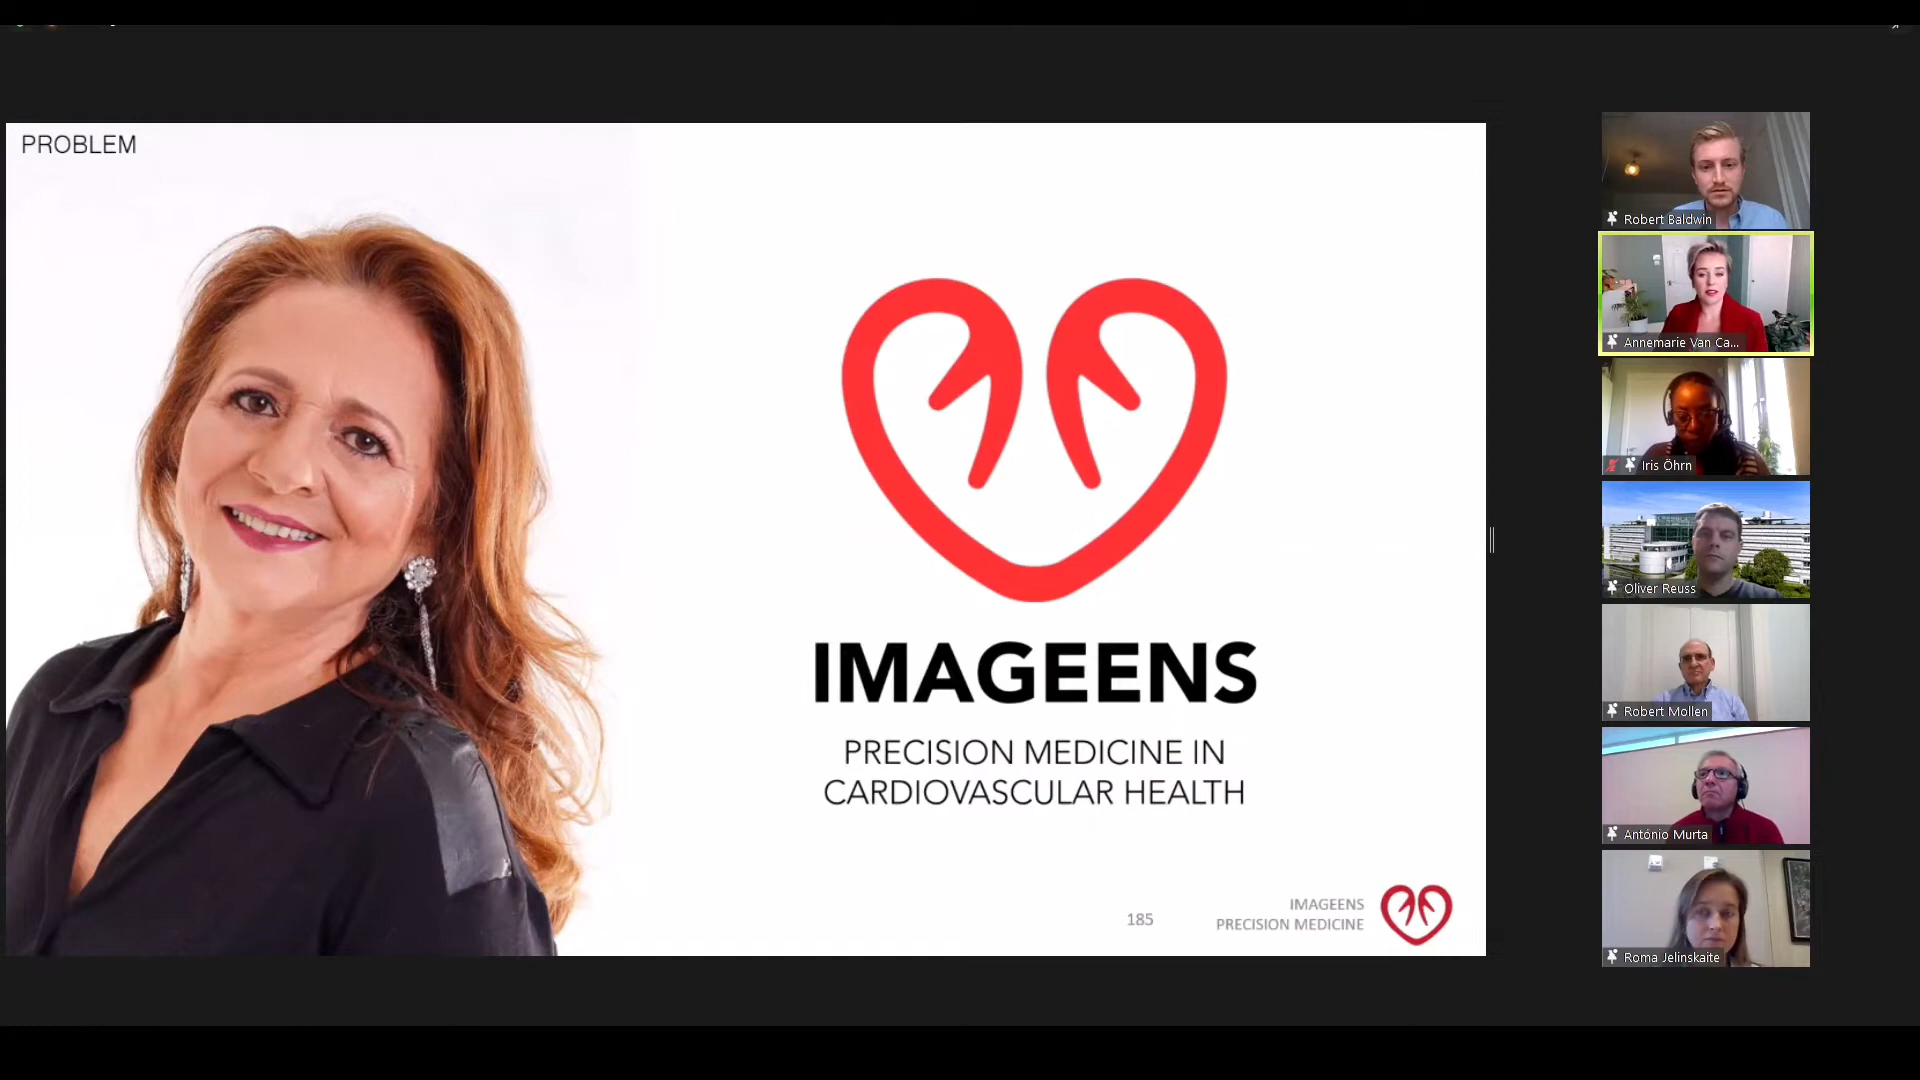 PROBLEM
IMAGEENS
PRECISION MEDICINE IN
CARDIOVASCULAR HEALTH
185
IMAGEENS
PRECISION MEDICINE
Robert Baldwin
Annemarie Van Ca...
Iris Öhrn
Oliver Reuss
Robert Mollen
António Murta
Roma Jelinskaite